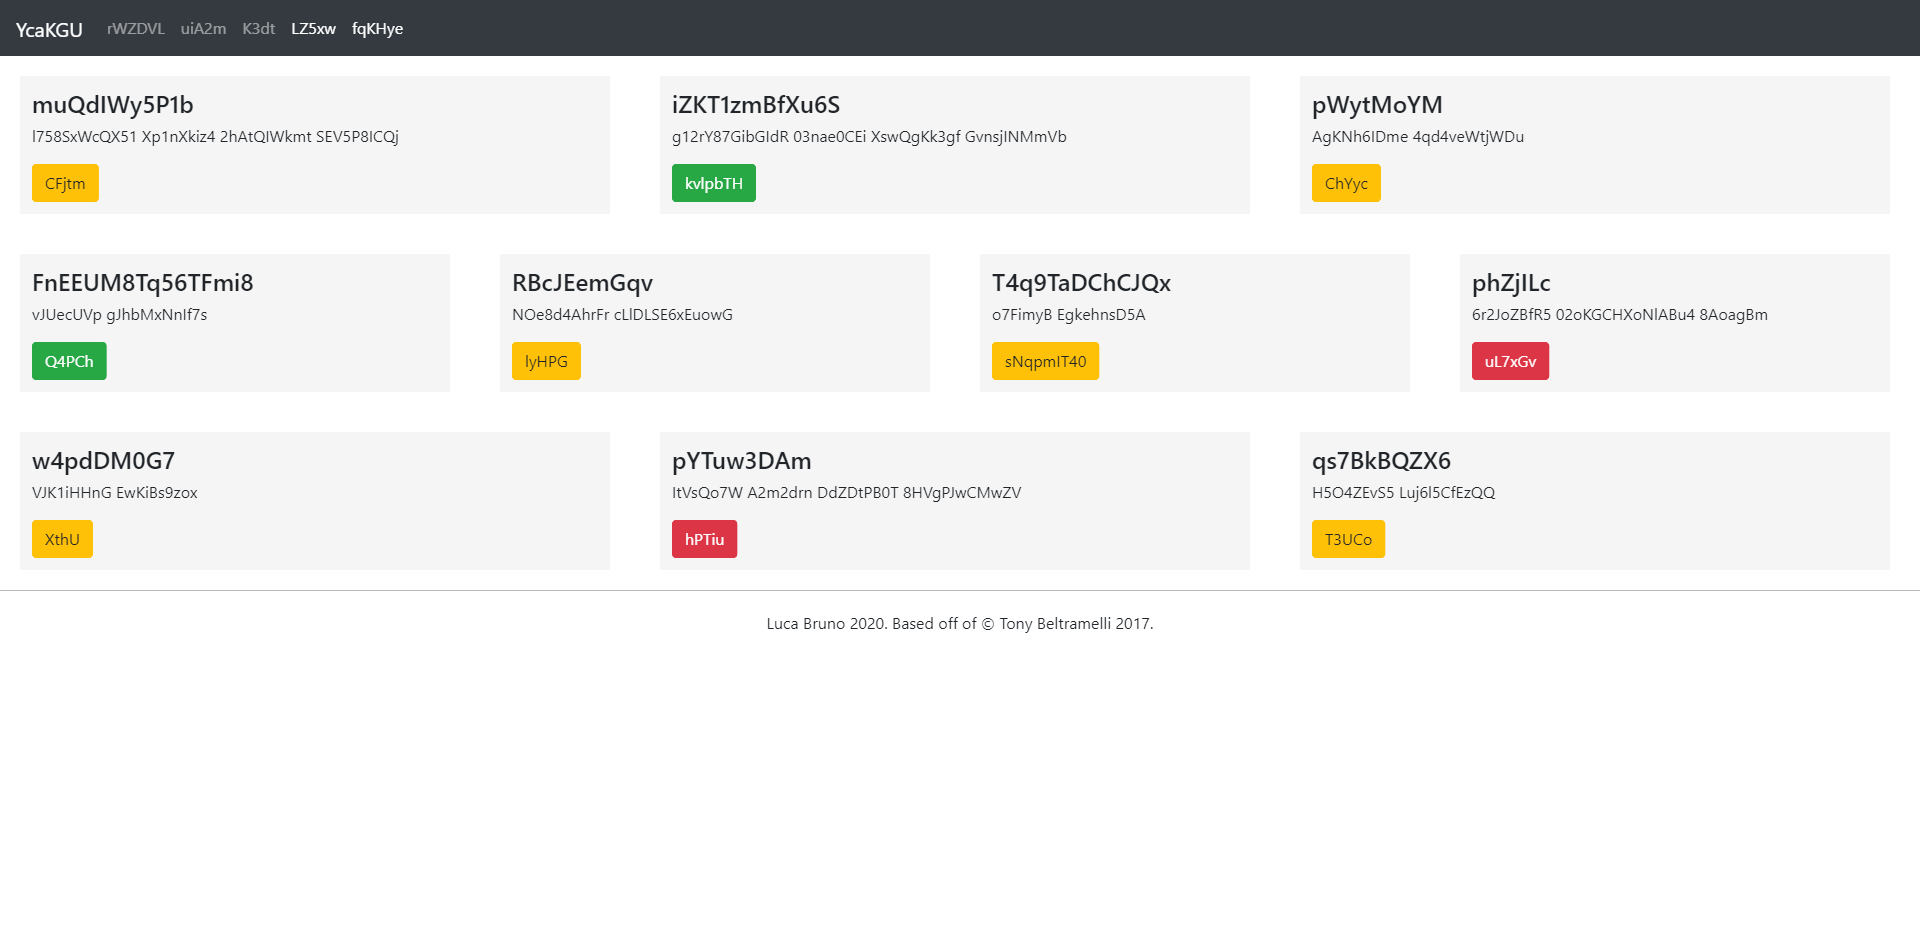 YcaKGU rWZDVL uiA2m K3dt LZ5xw fqKHye
muQdIWy5P1b
l758SxWcQX51 Xp1nXkiz4 2hAtQIWkmt SEV5P8ICQj
CFjtm
iZKT1zmBfXu6S
g12rY87GibGIdR 03nae0CEi XswQgKk3gf GvnsjINMmVb
kvlpbTH
pWytMoYM
AgKNh6IDme 4qd4veWtjWDu
ChYyc
FnEEUM8Tq56TFmi8
vJUecUVp gJhbMxNnIf7s
Q4PCh
RBcJEemGqv
NOe8d4AhrFr cLlDLSE6xEuowG
lyHPG
T4q9TaDChCJQx
o7FimyB EgkehnsD5A
sNqpmIT40
phZjILc
6r2JoZBfR5 02oKGCHXoNlABu4 8AoagBm
uL7xGv
w4pdDM0G7
VJK1iHHnG EwKiBs9zox
XthU
pYTuw3DAm
ItVsQo7W A2m2drn DdZDtPB0T 8HVgPJwCMwZV
hPTiu
qs7BkBQZX6
H5O4ZEvS5 Luj6l5CfEzQQ
T3UCo
Luca Bruno 2020. Based off of © Tony Beltramelli 2017.